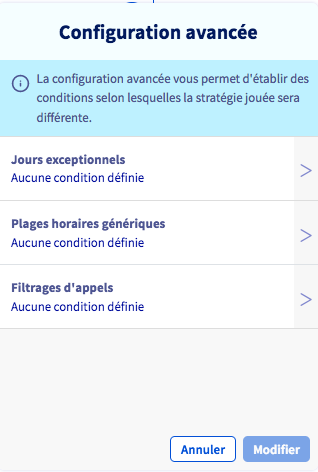 Configuration avancée
La configuration avancée vous permet d'établir des
conditions selon lesquelles la stratégie jouée sera
différente.
Jours exceptionnels
Aucune condition définie
Plages horaires génériques
Aucune condition définie
Filtrages d'appels
Aucune condition définie
Annuler
Modifier